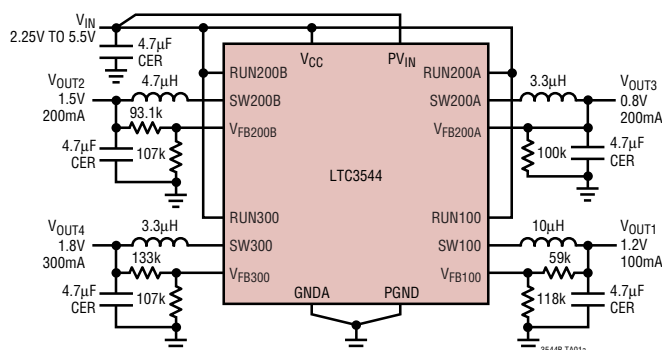 VIN
2.25V TO 5.5V
4.7µF
CER
VCC
PVIN
RUN200B
RUN200A
VOUT2
1.5V
200mA
4.7µH
SW200B
93.1k
VFB200B
4.7µF
CER
107k
SW200A
3.3µH
VOUT3
0.8V
200mA
VFB200A
100k
4.7µF
CER
LTC3544
RUN300
RUN100
VOUT4
1.8V
300mA
3.3µH
SW300
133k
VFB300
4.7µF
CER
107k
SW100
10µH
VOUT1
1.2V
100mA
59k
VFB100
118k
4.7µF
CER
GNDA
PGND
3544B TA01a